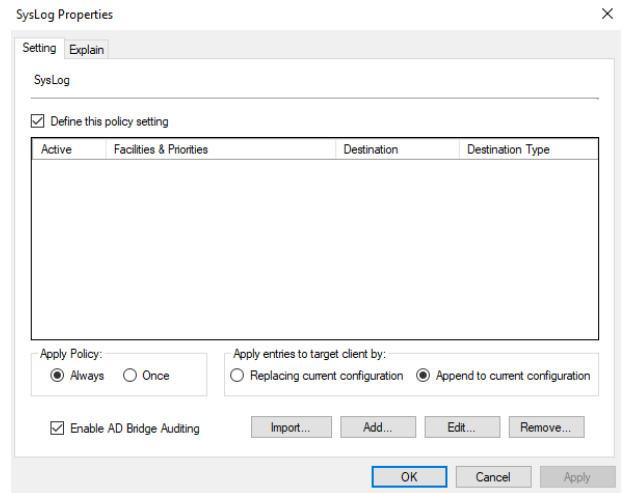 SysLog Properties
Setting Explain
SysLog
Define this policy setting
Active Facilities & Priorities Destination Destination Type
Apply Policy: Apply entries to target client by:
Always Once Replacing current configuration Append to current configuration
Enable AD Bridge Auditing Import... Add... Edit... Remove...
OK Cancel Apply